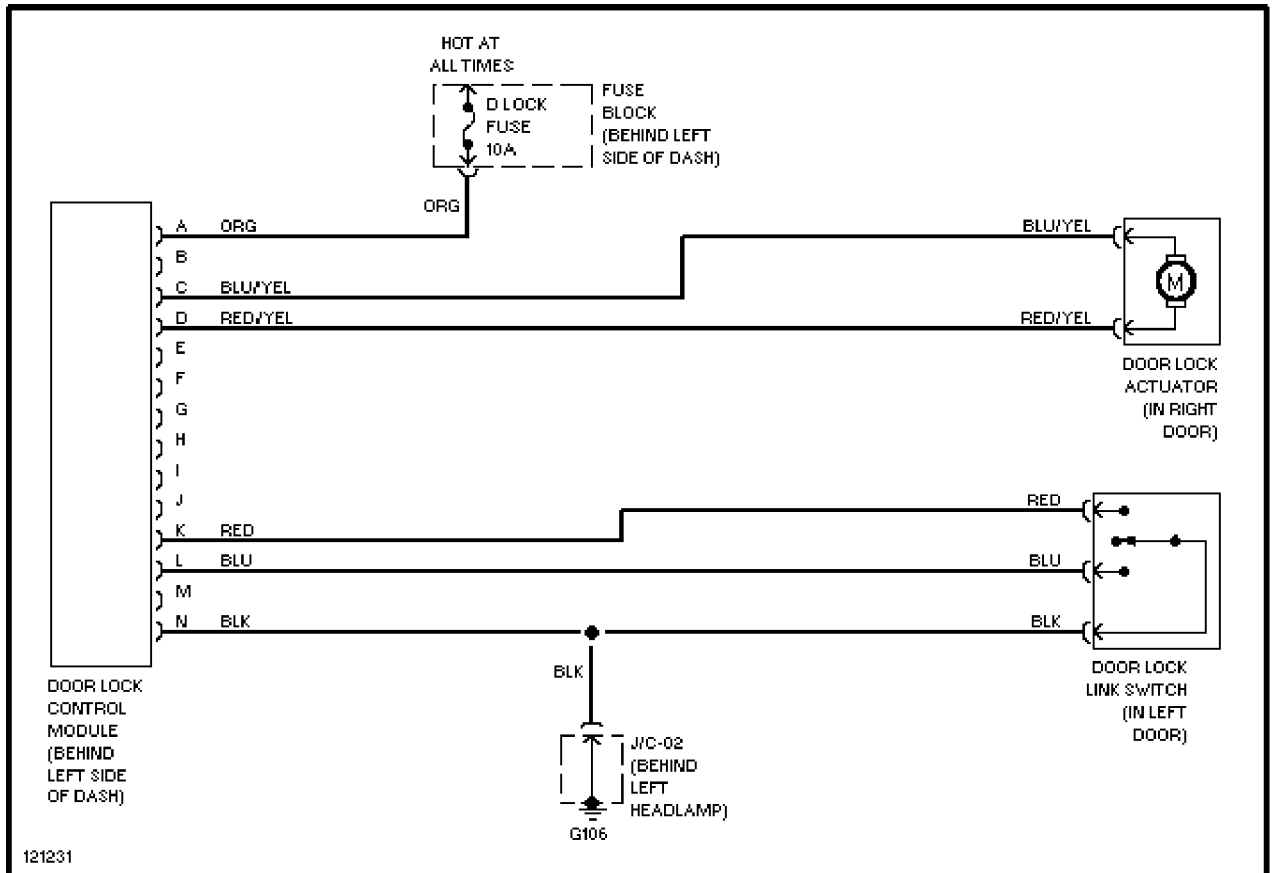 HOT AT
ALL TIMES
D LOCK
FUSE
10A
FUSE
BLOCK
(BEHIND LEFT
SIDE OF DASH)
ORG
A ORG
B
C BLU/YEL
D RED/YEL
E
F
G
H
I
J
K RED
L BLU
M
N BLK
BLU/YEL
M
RED/YEL
DOOR LOCK
ACTUATOR
(IN RIGHT
DOOR)
RED
BLU
BLK
DOOR LOCK
LINK SWITCH
(IN LEFT
DOOR)
DOOR LOCK
CONTROL
MODULE
(BEHIND
LEFT SIDE
OF DASH)
BLK
J/C-02
(BEHIND
LEFT
HEADLAMP)
G106
121231